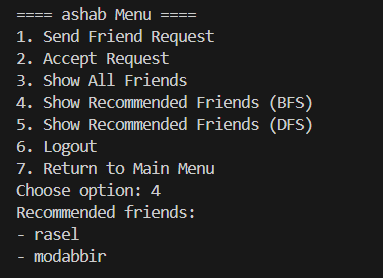 ==== ashab Menu ====
1. Send Friend Request
2. Accept Request
3. Show All Friends
4. Show Recommended Friends (BFS)
5. Show Recommended Friends (DFS)
6. Logout
7. Return to Main Menu
Choose option: 4
Recommended friends:
- rasel
- modabbir